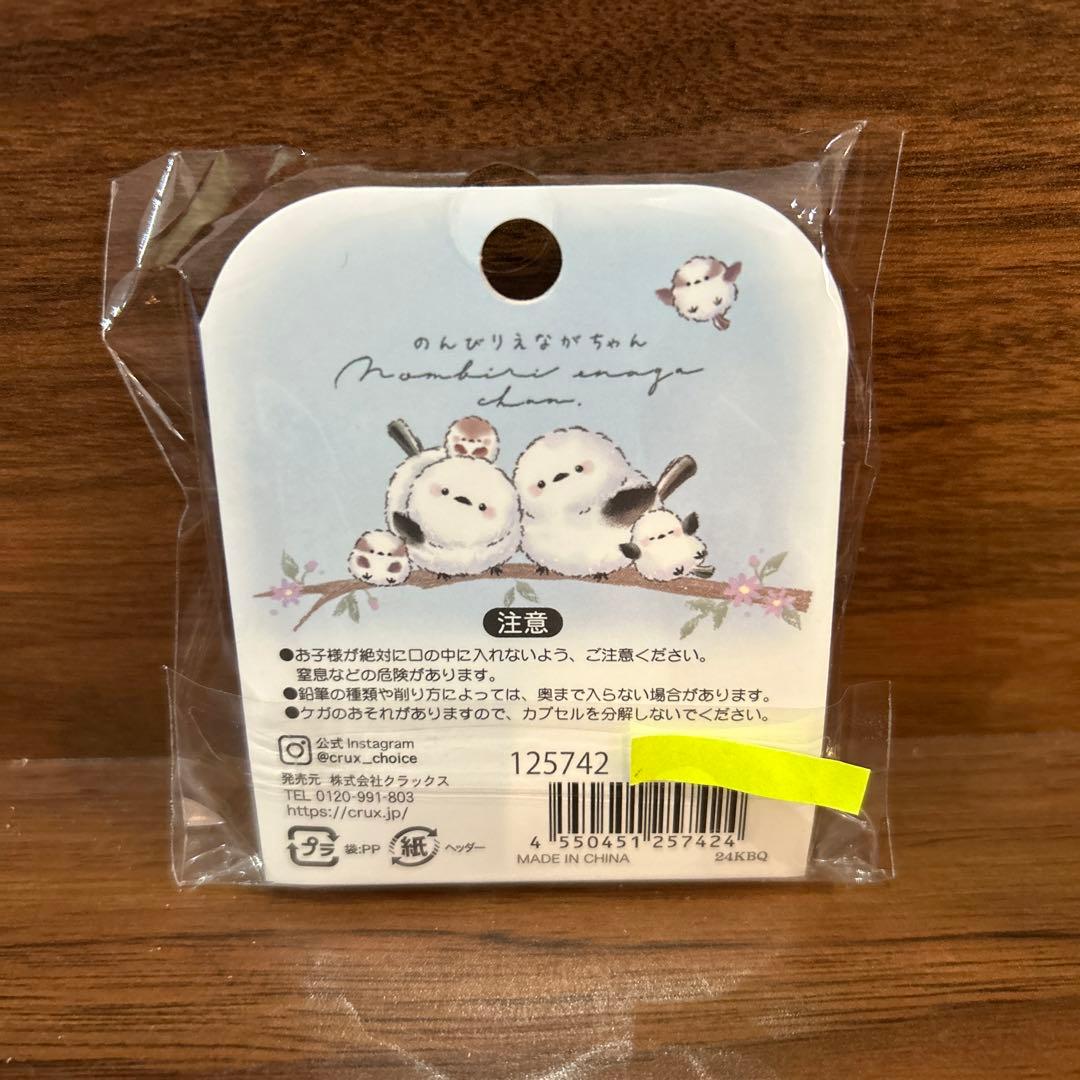 のんびりえながちゃん
Nombiri enaga
chan.
注意
●お子様が絶対に口の中に入れないよう、ご注意ください。
窒息などの危険があります。
●鉛筆の種類や削り方によっては、奥まで入らない場合があります。
●ケガのおそれがありますので、カプセルを分解しないでください。
公式 Instagram
@crux_choice
発売元 株式会社クラックス
TEL 0120-991-803
https://crux.jp/
プラ 袋:PP 紙 ヘッダー
125742
4 550451 257424
MADE IN CHINA 24KBQ